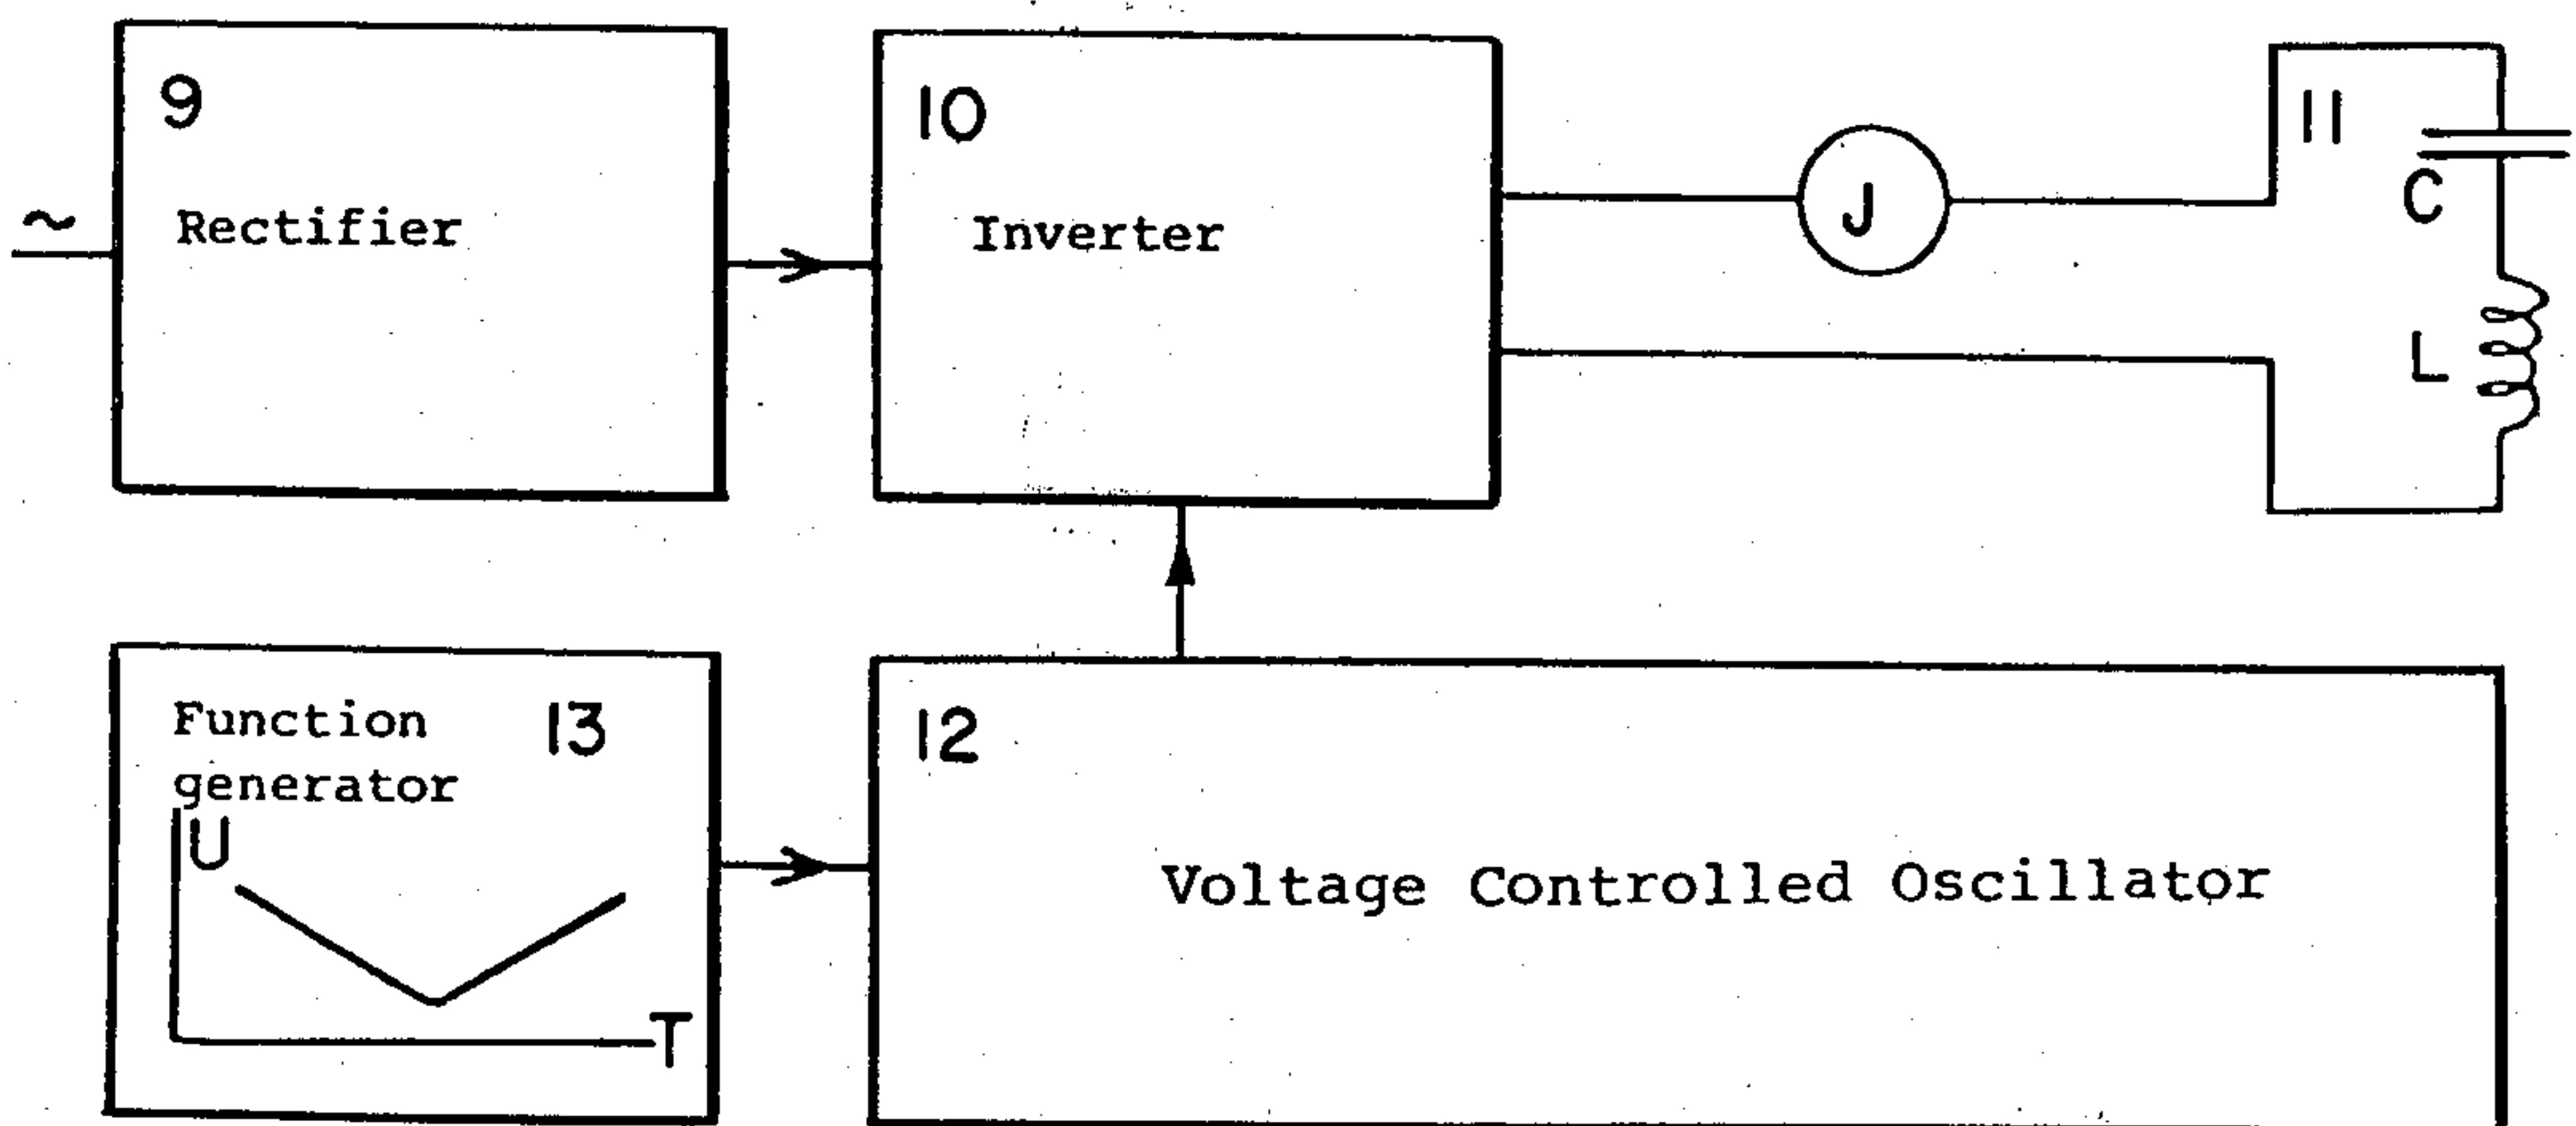 9
Rectifier
~
10
Inverter
J
11
C
L
Function
generator
13
U
T
12
Voltage Controlled Oscillator